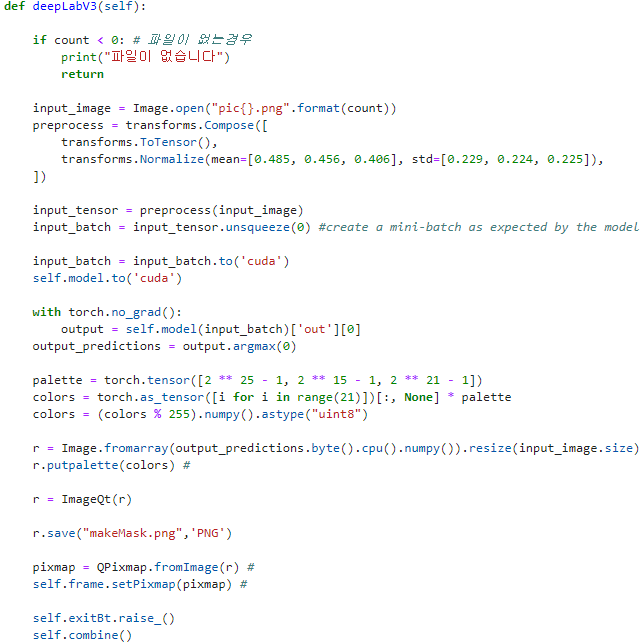 def deepLabV3(self):
if count < 0: # 파일이 없는경우
print("파일이 없습니다")
return
input_image = Image.open("pic{}.png".format(count))
preprocess = transforms.Compose([
transforms.ToTensor(),
transforms.Normalize(mean=[0.485, 0.456, 0.406], std=[0.229, 0.224, 0.225]),
])
input_tensor = preprocess(input_image)
input_batch = input_tensor.unsqueeze(0) #create a mini-batch as expected by the model
input_batch = input_batch.to('cuda')
self.model.to('cuda')
with torch.no_grad():
output = self.model(input_batch)['out'][0]
output_predictions = output.argmax(0)
palette = torch.tensor([2 ** 25 - 1, 2 ** 15 - 1, 2 ** 21 - 1])
colors = torch.as_tensor([i for i in range(21)])[:, None] * palette
colors = (colors % 255).numpy().astype("uint8")
r = Image.fromarray(output_predictions.byte().cpu().numpy()).resize(input_image.size)
r.putpalette(colors) #
r = ImageQt(r)
r.save("makeMask.png",'PNG')
pixmap = QPixmap.fromImage(r) #
self.frame.setPixmap(pixmap) #
self.exitBt.raise_()
self.combine()